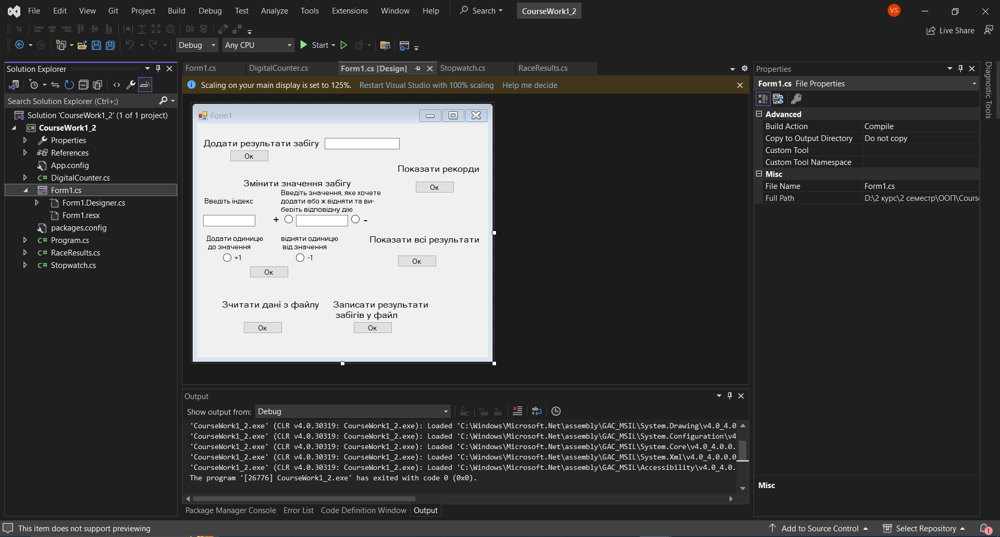 File Edit View Git Project Build Debug Test Analyze Tools Extensions Window Help Search CourseWork1_2 VS
Live Share
Debug Any CPU Start
Solution Explorer
Search Solution Explorer (Ctrl+;)
Solution 'CourseWork1_2' (1 of 1 project)
CourseWork1_2
Properties
References
App.config
C# DigitalCounter.cs
Form1.cs
Form1.Designer.cs
Form1.resx
packages.config
C# Program.cs
C# RaceResults.cs
C# Stopwatch.cs
Form1.cs DigitalCounter.cs Form1.cs [Design] Stopwatch.cs RaceResults.cs
Scaling on your main display is set to 125%. Restart Visual Studio with 100% scaling Help me decide
Form1
Додати результати забігу
Ок
Показати рекорди
Ок
Змінити значення забігу
Введіть індекс
Введіть значення, яке хочете
додати або ж відняти та ви-
беріть відповідну дію
+ -
Додати одиницю
до значення
+1
відняти одиницю
від значення
-1
Ок
Показати всі результати
Ок
Зчитати дані з файлу
Ок
Записати результати
забігів у файл
Ок
Output
Show output from: Debug
'CourseWork1_2.exe' (CLR v4.0.30319: CourseWork1_2.exe): Loaded 'C:\Windows\Microsoft.Net\assembly\GAC_MSIL\System.Drawing\v4.0_4.0
'CourseWork1_2.exe' (CLR v4.0.30319: CourseWork1_2.exe): Loaded 'C:\Windows\Microsoft.Net\assembly\GAC_MSIL\System.Configuration\v4
'CourseWork1_2.exe' (CLR v4.0.30319: CourseWork1_2.exe): Loaded 'C:\Windows\Microsoft.Net\assembly\GAC_MSIL\System.Core\v4.0_4.0.0.
'CourseWork1_2.exe' (CLR v4.0.30319: CourseWork1_2.exe): Loaded 'C:\Windows\Microsoft.Net\assembly\GAC_MSIL\System.Xml\v4.0_4.0.0.0
'CourseWork1_2.exe' (CLR v4.0.30319: CourseWork1_2.exe): Loaded 'C:\Windows\Microsoft.Net\assembly\GAC_MSIL\Accessibility\v4.0_4.0.
The program '[26776] CourseWork1_2.exe' has exited with code 0 (0x0).
Package Manager Console Error List Code Definition Window Output
Properties
Form1.cs File Properties
Advanced
Build Action Compile
Copy to Output Directory Do not copy
Custom Tool
Custom Tool Namespace
Misc
File Name Form1.cs
Full Path D:\2 курс\2 семестр\ООП\Cours
Misc
Diagnostic Tools
This item does not support previewing Add to Source Control Select Repository 1